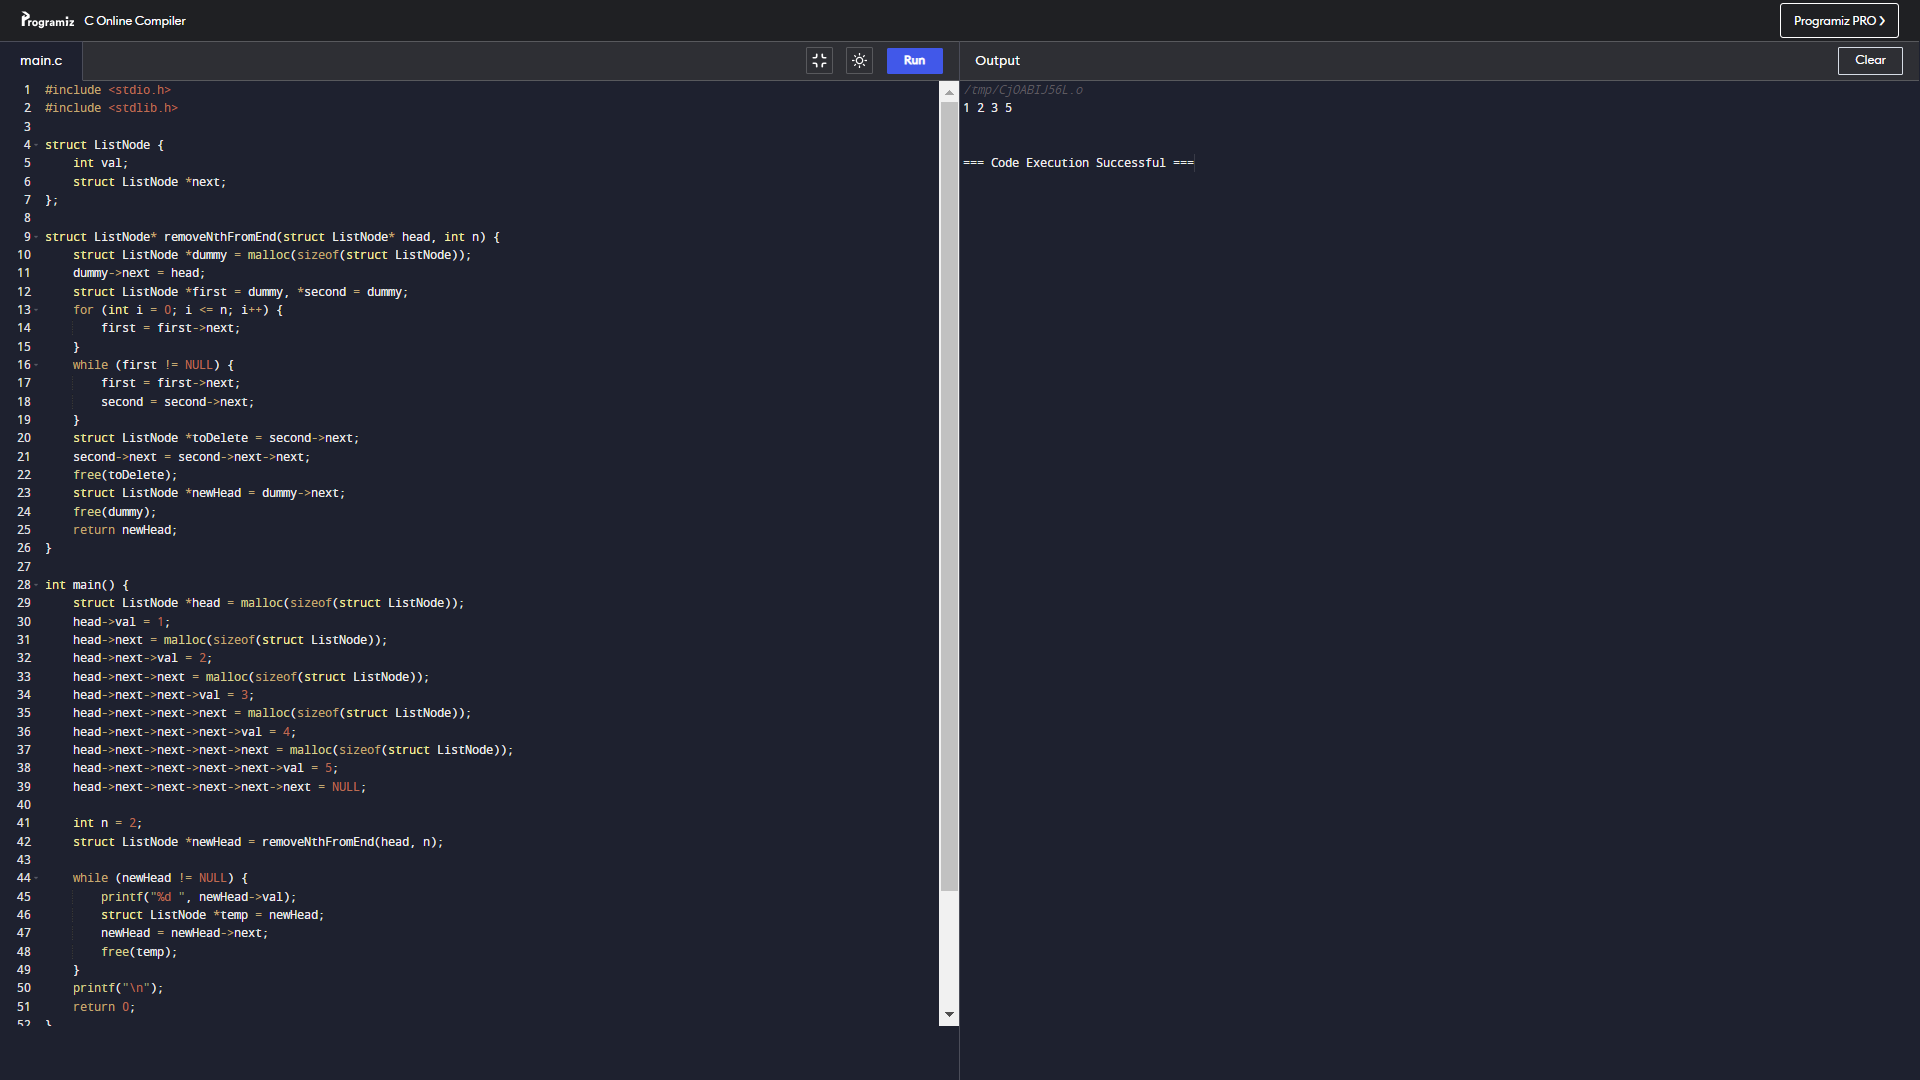 Programiz C Online Compiler
Programiz PRO ›
main.c
Run
1 #include <stdio.h>
2 #include <stdlib.h>
3
4 struct ListNode {
5     int val;
6     struct ListNode *next;
7 };
8
9 struct ListNode* removeNthFromEnd(struct ListNode* head, int n) {
10     struct ListNode *dummy = malloc(sizeof(struct ListNode));
11     dummy->next = head;
12     struct ListNode *first = dummy, *second = dummy;
13     for (int i = 0; i <= n; i++) {
14         first = first->next;
15     }
16     while (first != NULL) {
17         first = first->next;
18         second = second->next;
19     }
20     struct ListNode *toDelete = second->next;
21     second->next = second->next->next;
22     free(toDelete);
23     struct ListNode *newHead = dummy->next;
24     free(dummy);
25     return newHead;
26 }
27
28 int main() {
29     struct ListNode *head = malloc(sizeof(struct ListNode));
30     head->val = 1;
31     head->next = malloc(sizeof(struct ListNode));
32     head->next->val = 2;
33     head->next->next = malloc(sizeof(struct ListNode));
34     head->next->next->val = 3;
35     head->next->next->next = malloc(sizeof(struct ListNode));
36     head->next->next->next->val = 4;
37     head->next->next->next->next = malloc(sizeof(struct ListNode));
38     head->next->next->next->next->val = 5;
39     head->next->next->next->next->next = NULL;
40
41     int n = 2;
42     struct ListNode *newHead = removeNthFromEnd(head, n);
43
44     while (newHead != NULL) {
45         printf("%d ", newHead->val);
46         struct ListNode *temp = newHead;
47         newHead = newHead->next;
48         free(temp);
49     }
50     printf("\n");
51     return 0;
52 }
Output
Clear
/tmp/CjOABIJ56L.o
1 2 3 5
=== Code Execution Successful ===